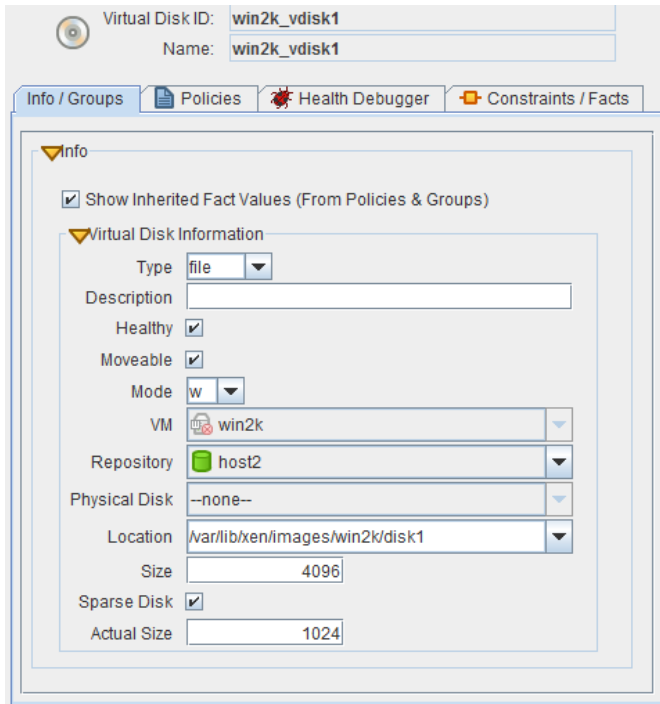 Virtual Disk ID: win2k_vdisk1
Name: win2k_vdisk1
Info / Groups Policies Health Debugger Constraints / Facts
Info
Show Inherited Fact Values (From Policies & Groups)
Virtual Disk Information
Type file
Description
Healthy
Moveable
Mode w
VM win2k
Repository host2
Physical Disk --none--
Location /var/lib/xen/images/win2k/disk1
Size 4096
Sparse Disk
Actual Size 1024